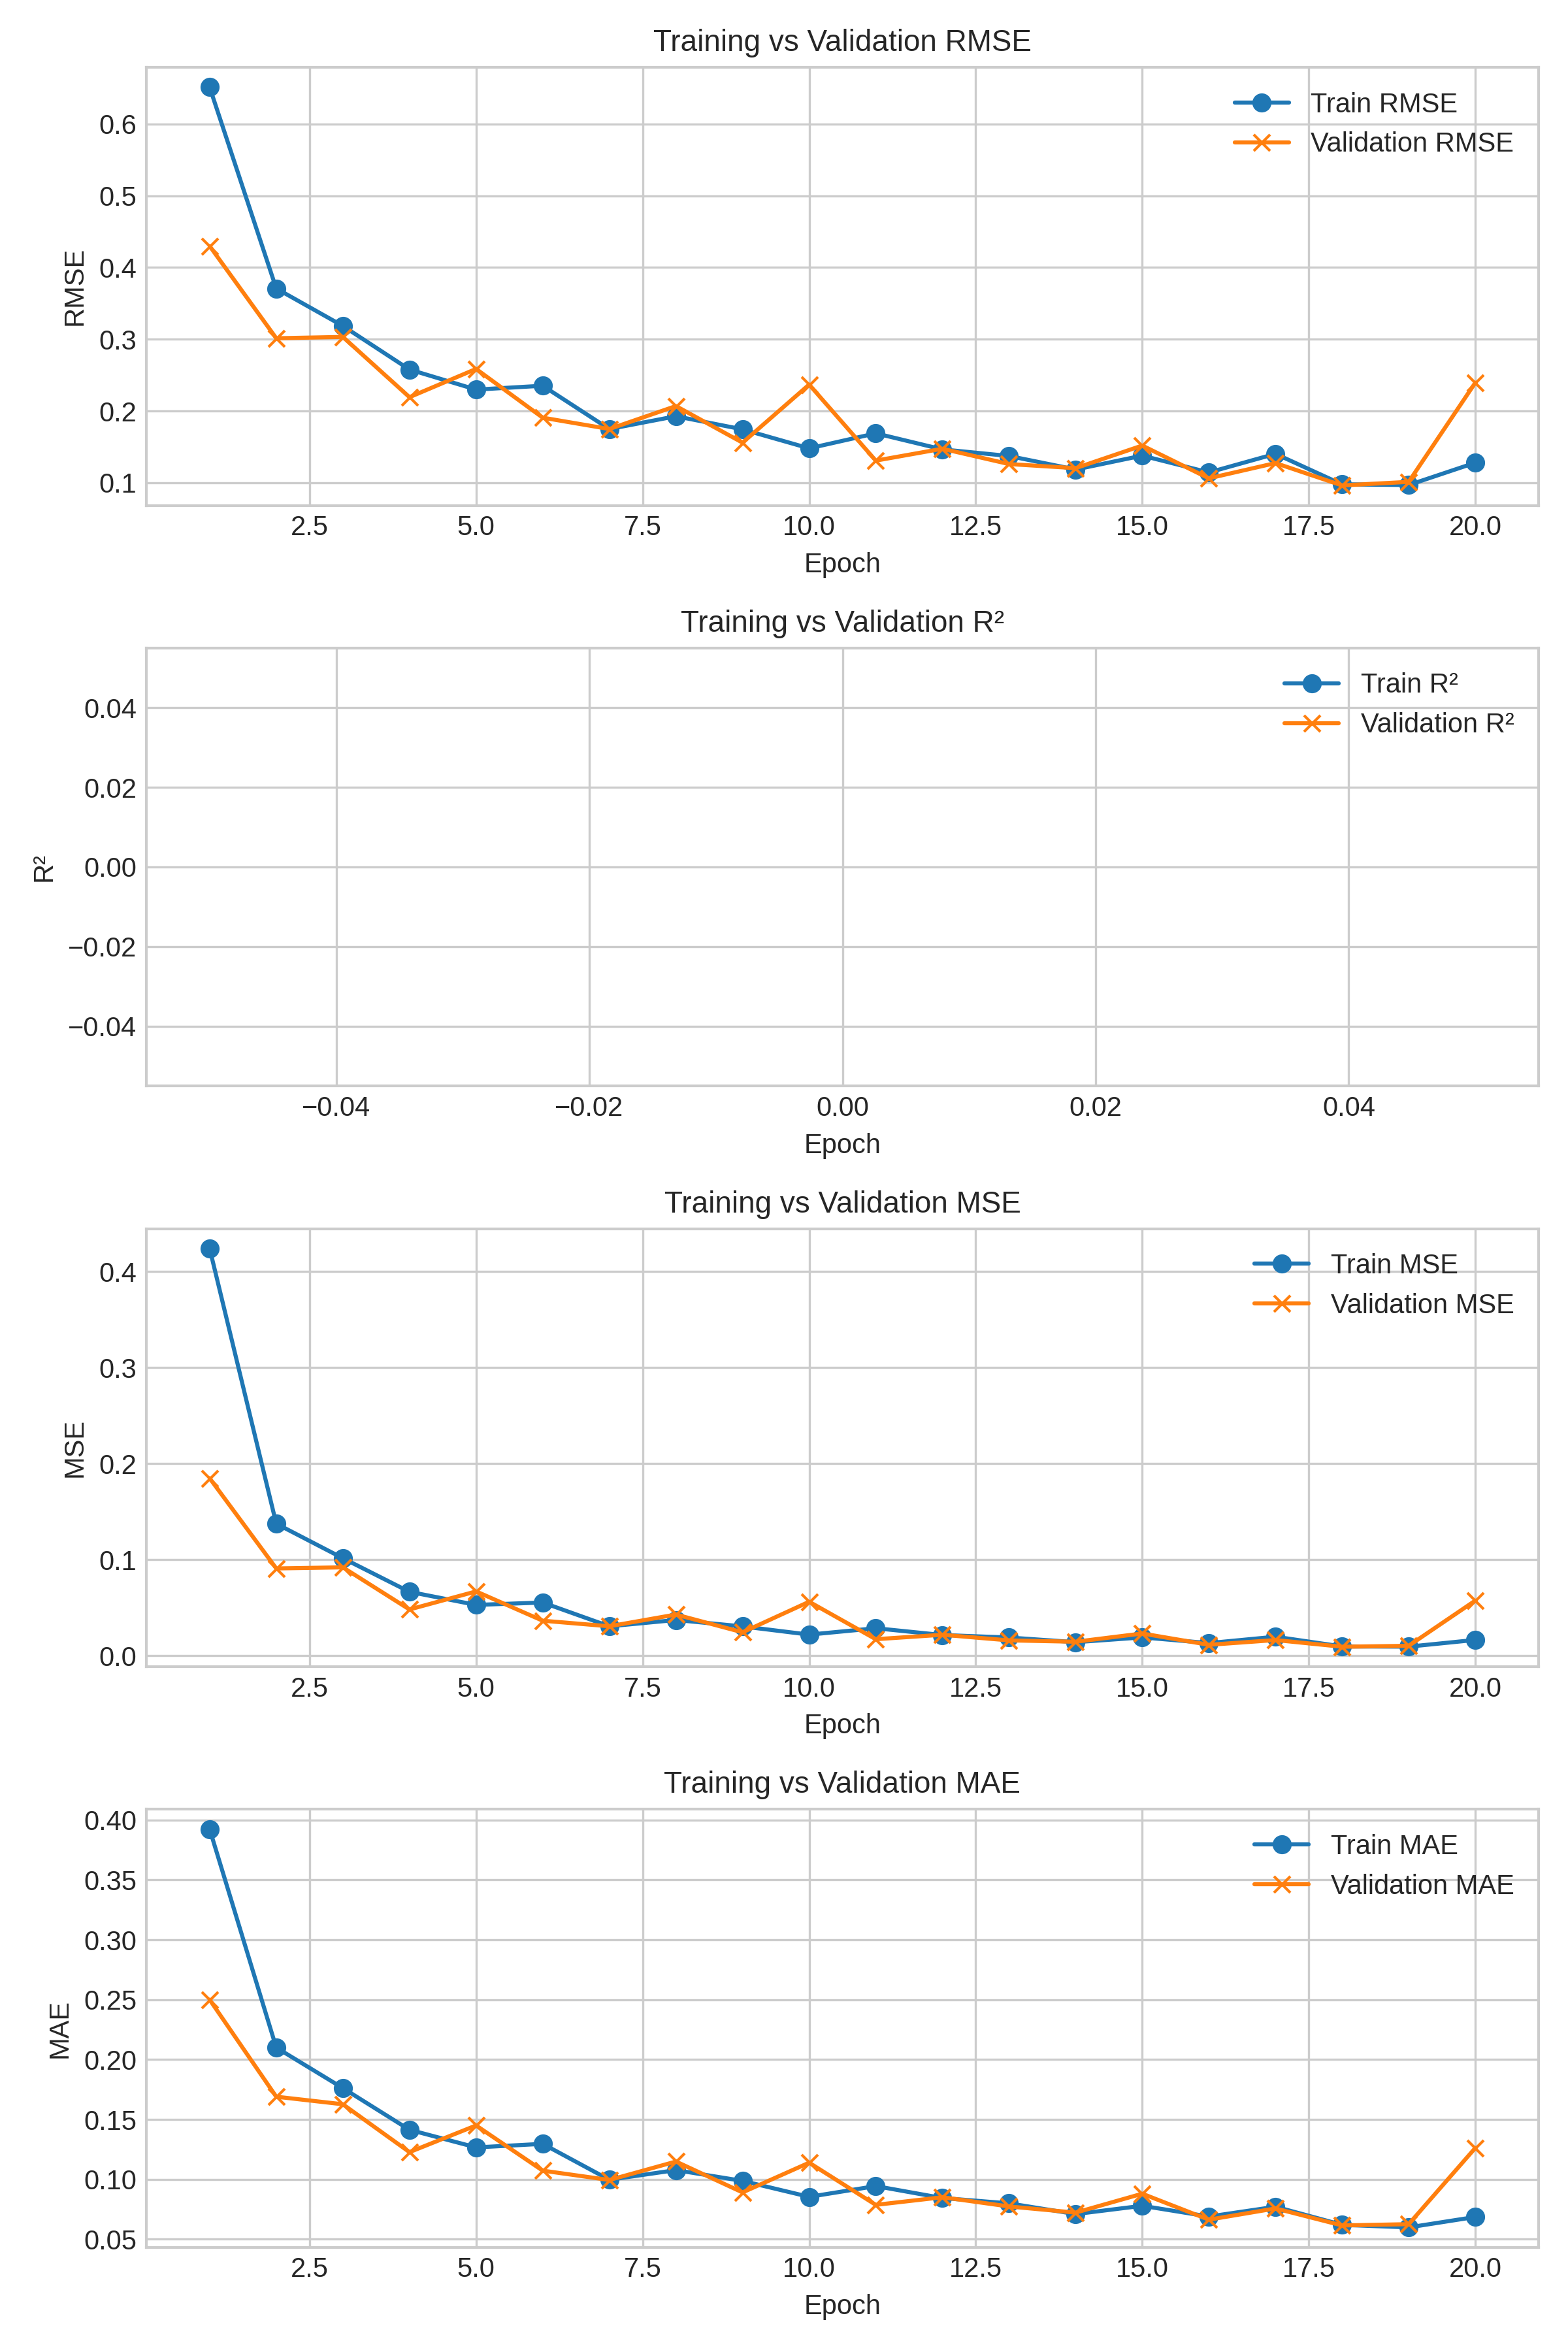 Training vs Validation RMSE
Train RMSE
Validation RMSE
0.6
0.5
0.4
0.3
0.2
0.1
RMSE
2.5 5.0 7.5 10.0 12.5 15.0 17.5 20.0
Epoch
Training vs Validation R²
Train R²
Validation R²
0.04
0.02
0.00
−0.02
−0.04
R²
−0.04 −0.02 0.00 0.02 0.04
Epoch
Training vs Validation MSE
Train MSE
Validation MSE
0.4
0.3
0.2
0.1
0.0
MSE
2.5 5.0 7.5 10.0 12.5 15.0 17.5 20.0
Epoch
Training vs Validation MAE
Train MAE
Validation MAE
0.40
0.35
0.30
0.25
0.20
0.15
0.10
0.05
MAE
2.5 5.0 7.5 10.0 12.5 15.0 17.5 20.0
Epoch